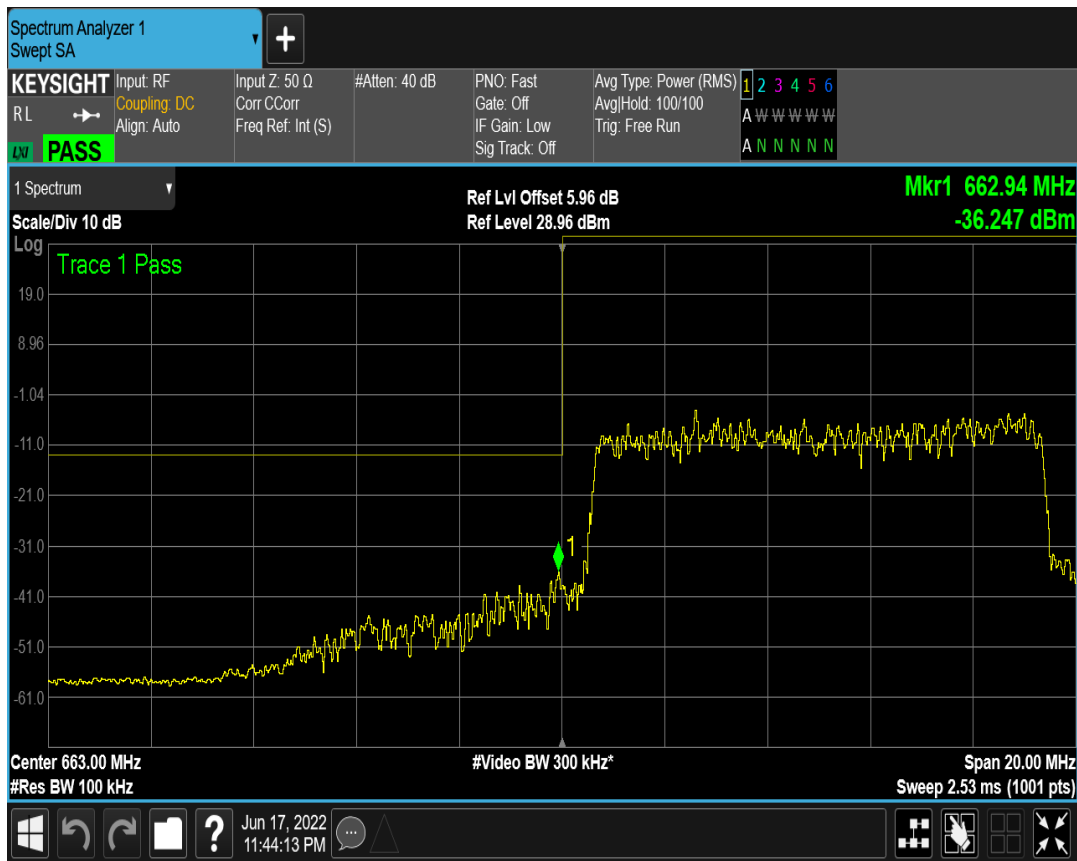 Spectrum Analyzer 1
Swept SA
+
KEYSIGHT
RL
LXI PASS
Input: RF
Coupling: DC
Align: Auto
Input Z: 50 Ω
Corr CCorr
Freq Ref: Int (S)
#Atten: 40 dB
PNO: Fast
Gate: Off
IF Gain: Low
Sig Track: Off
Avg Type: Power (RMS)
Avg|Hold: 100/100
Trig: Free Run
1 2 3 4 5 6
A W W W W W
A N N N N N
1 Spectrum
Scale/Div 10 dB
Ref Lvl Offset 5.96 dB
Ref Level 28.96 dBm
Mkr1 662.94 MHz
-36.247 dBm
Log
Trace 1 Pass
19.0
8.96
-1.04
-11.0
-21.0
-31.0
1
-41.0
-51.0
-61.0
Center 663.00 MHz
#Video BW 300 kHz*
Span 20.00 MHz
#Res BW 100 kHz
Sweep 2.53 ms (1001 pts)
?
Jun 17, 2022
11:44:13 PM